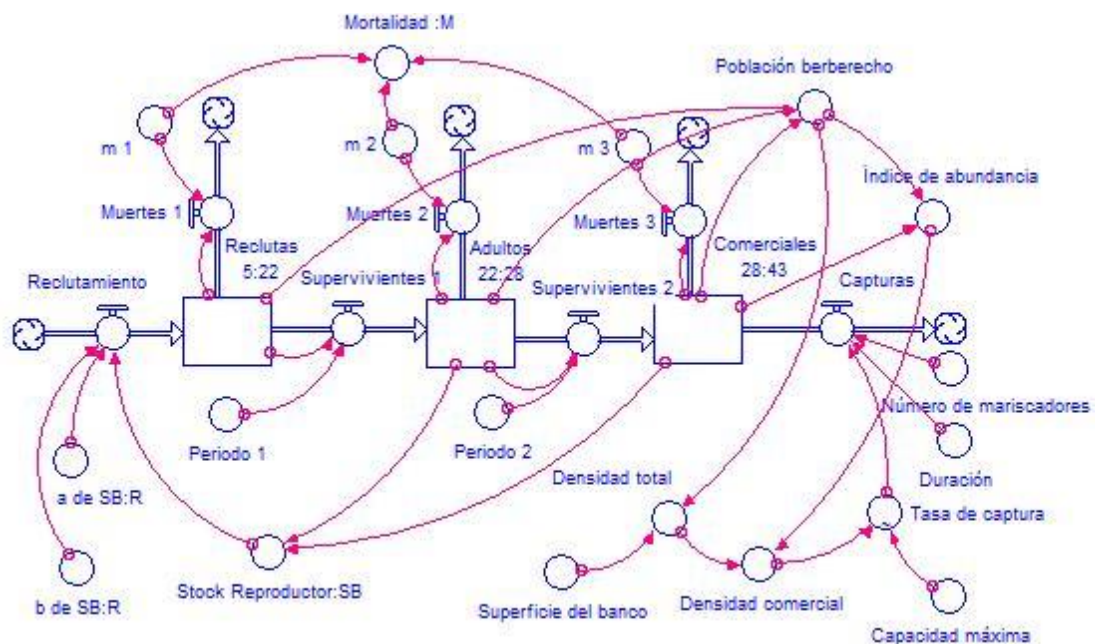 Mortalidad :M
Población berberecho
m 1
m 2
m 3
Índice de abundancia
Muertes 1
Muertes 2
Muertes 3
Reclutas
5:22
Adultos
22:28
Comerciales
28:43
Reclutamiento
Supervivientes 1
Supervivientes 2
Capturas
Número de mariscadores
Periodo 1
Periodo 2
Densidad total
Duración
a de SB:R
Tasa de captura
b de SB:R
Stock Reproductor:SB
Superficie del banco
Densidad comercial
Capacidad máxima